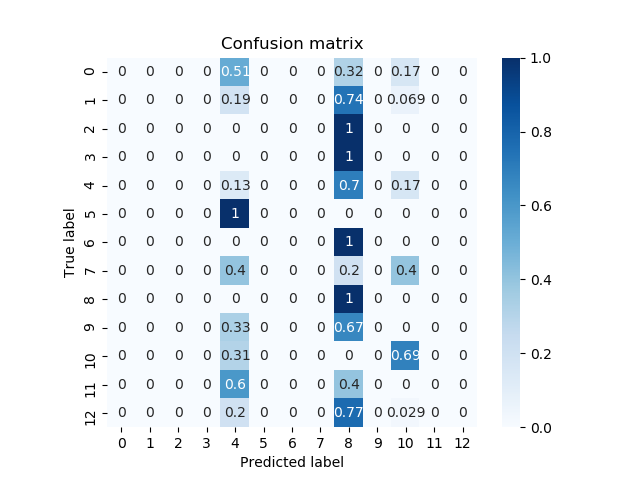 Confusion matrix
0 0 0 0 0.51 0 0 0 0.32 0 0.17 0 0 1.0
1 0 0 0 0 0.19 0 0 0 0.74 0 0.069 0 0
2 0 0 0 0 0 0 0 0 1 0 0 0 0 0.8
3 0 0 0 0 0 0 0 0 1 0 0 0 0
4 0 0 0 0 0.13 0 0 0 0.7 0 0.17 0 0
5 0 0 0 0 1 0 0 0 0 0 0 0 0 0.6
6 0 0 0 0 0 0 0 0 1 0 0 0 0
True label
7 0 0 0 0 0.4 0 0 0 0.2 0 0.4 0 0 0.4
8 0 0 0 0 0 0 0 0 1 0 0 0 0
9 0 0 0 0 0.33 0 0 0 0.67 0 0 0 0
10 0 0 0 0 0.31 0 0 0 0 0 0.69 0 0 0.2
11 0 0 0 0 0.6 0 0 0 0.4 0 0 0 0
12 0 0 0 0 0.2 0 0 0 0.77 0 0.029 0 0 0.0
0 1 2 3 4 5 6 7 8 9 10 11 12
Predicted label